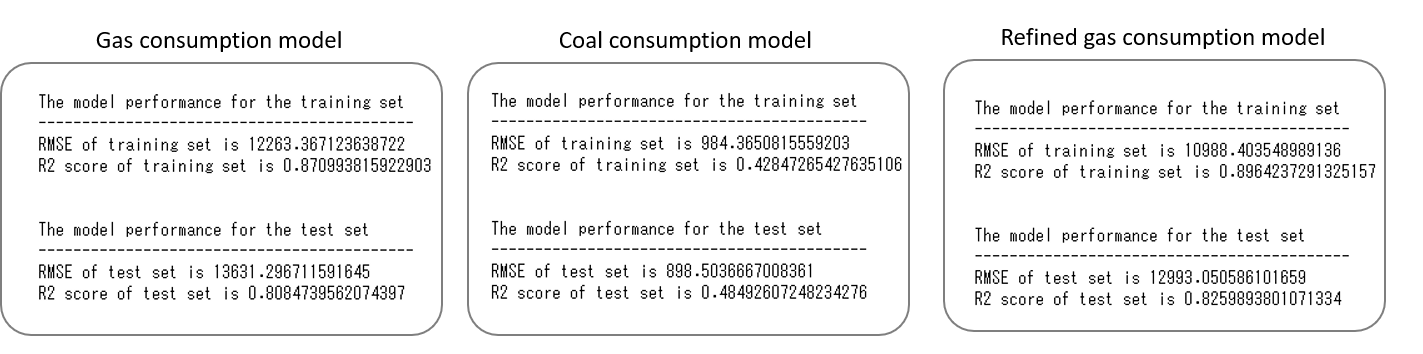 Gas consumption model
The model performance for the training set
-------------------------------------------
RMSE of training set is 12263.367123638722
R2 score of training set is 0.870993815922903
The model performance for the test set
-------------------------------------------
RMSE of test set is 13631.296711591645
R2 score of test set is 0.8084739562074397
Coal consumption model
The model performance for the training set
-------------------------------------------
RMSE of training set is 984.3650815559203
R2 score of training set is 0.42847265427635106
The model performance for the test set
-------------------------------------------
RMSE of test set is 898.5036667008361
R2 score of test set is 0.48492607248234276
Refined gas consumption model
The model performance for the training set
-------------------------------------------
RMSE of training set is 10988.403548989136
R2 score of training set is 0.8964237291325157
The model performance for the test set
-------------------------------------------
RMSE of test set is 12993.050586101659
R2 score of test set is 0.8259893801071334